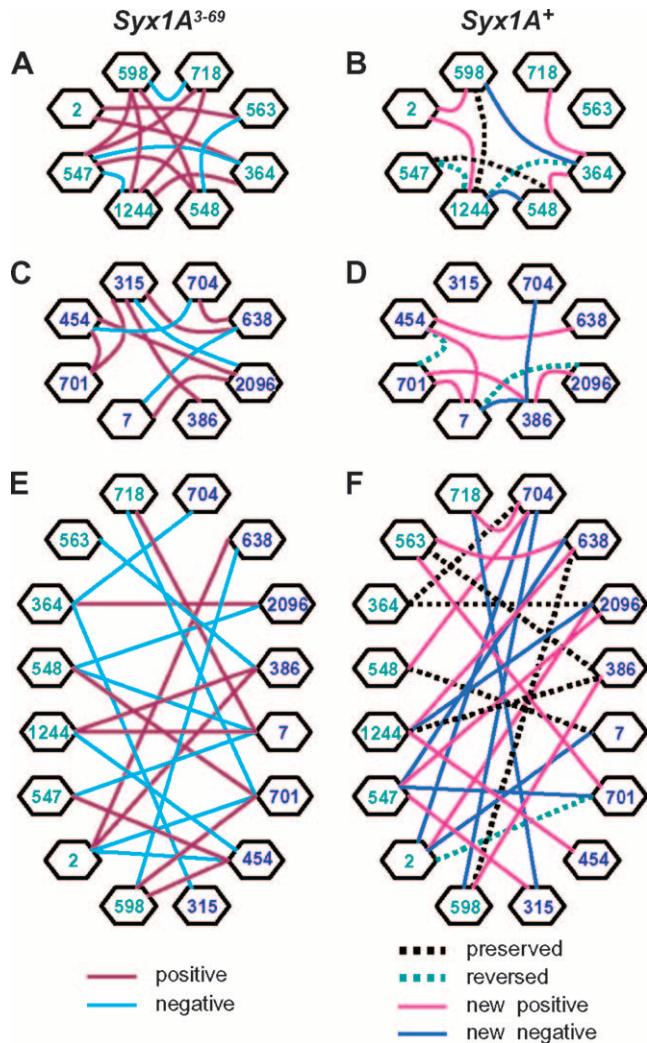 Syx1A3-69 Syx1A+
A B
598 718 598 718
2 563 2 563
547 364 547 364
1244 548 1244 548
C D
315 704 315 704
454 638 454 638
701 2096 701 2096
7 386 7 386
E F
718 704 718 704
563 638 563 638
364 2096 364 2096
548 386 548 386
1244 7 1244 7
547 701 547 701
2 454 2 454
598 315 598 315
positive
negative
preserved
reversed
new positive
new negative